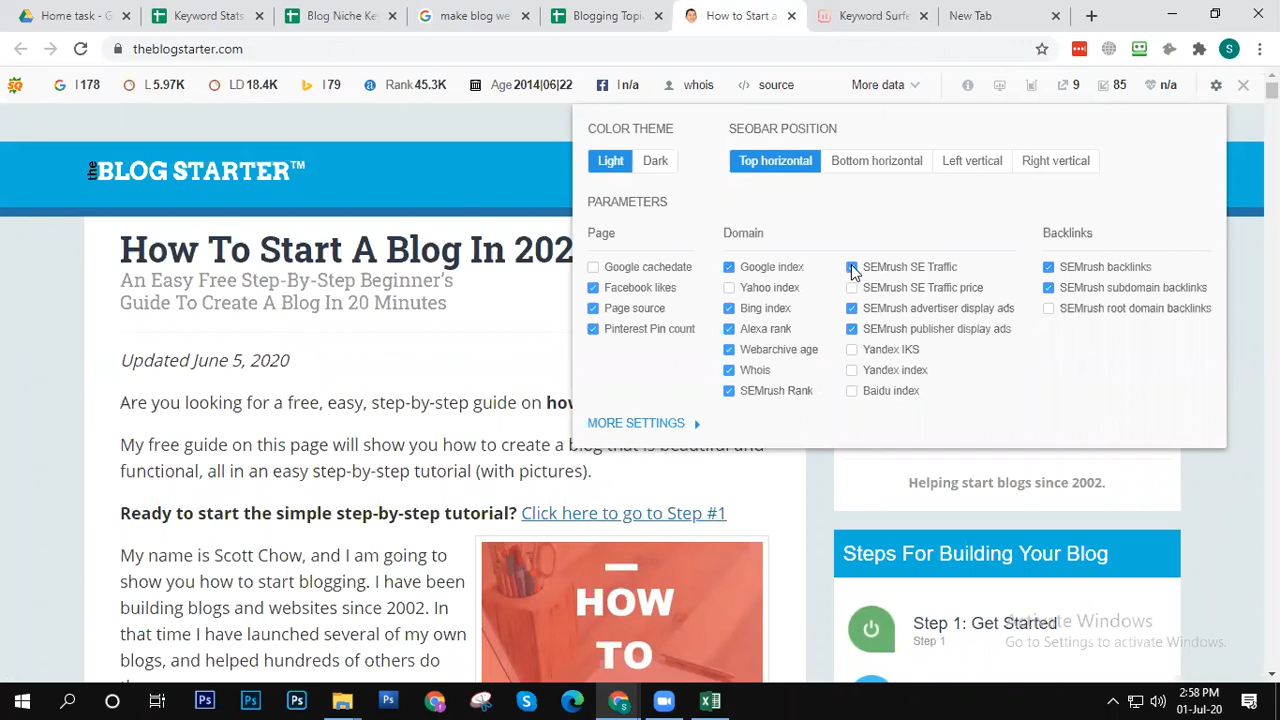 Home task - G
Keyword Stats
Blog Niche Ke
make blog we
Blogging Topi
How to Start a
Keyword Surfe
New Tab
theblogstarter.com
S
I 178
L 5.97K
LD 18.4K
I 79
Rank 45.3K
Age 2014|06|22
I n/a
whois
source
More data
9
85
n/a
COLOR THEME
SEOBAR POSITION
Light
Dark
Top horizontal
Bottom horizontal
Left vertical
Right vertical
PARAMETERS
Page
Domain
Backlinks
Google cachedate
Google index
SEMrush SE Traffic
SEMrush backlinks
Facebook likes
Yahoo index
SEMrush SE Traffic price
SEMrush subdomain backlinks
Page source
Bing index
SEMrush advertiser display ads
SEMrush root domain backlinks
Pinterest Pin count
Alexa rank
SEMrush publisher display ads
Webarchive age
Yandex IKS
Whois
Yandex index
SEMrush Rank
Baidu index
MORE SETTINGS
the BLOG STARTER™
How To Start A Blog In 202
An Easy Free Step-By-Step Beginner's
Guide To Create A Blog In 20 Minutes
Updated June 5, 2020
Are you looking for a free, easy, step-by-step guide on ho
My free guide on this page will show you how to create a blog that is beautiful and
functional, all in an easy step-by-step tutorial (with pictures).
Ready to start the simple step-by-step tutorial? Click here to go to Step #1
My name is Scott Chow, and I am going to
show you how to start blogging. I have been
building blogs and websites since 2002. In
that time I have launched several of my own
blogs, and helped hundreds of others do
HOW
TO
Helping start blogs since 2002.
Steps For Building Your Blog
Step 1: Get Started
Step 1
Activate Windows
Go to Settings to activate Windows.
2:58 PM
01-Jul-20